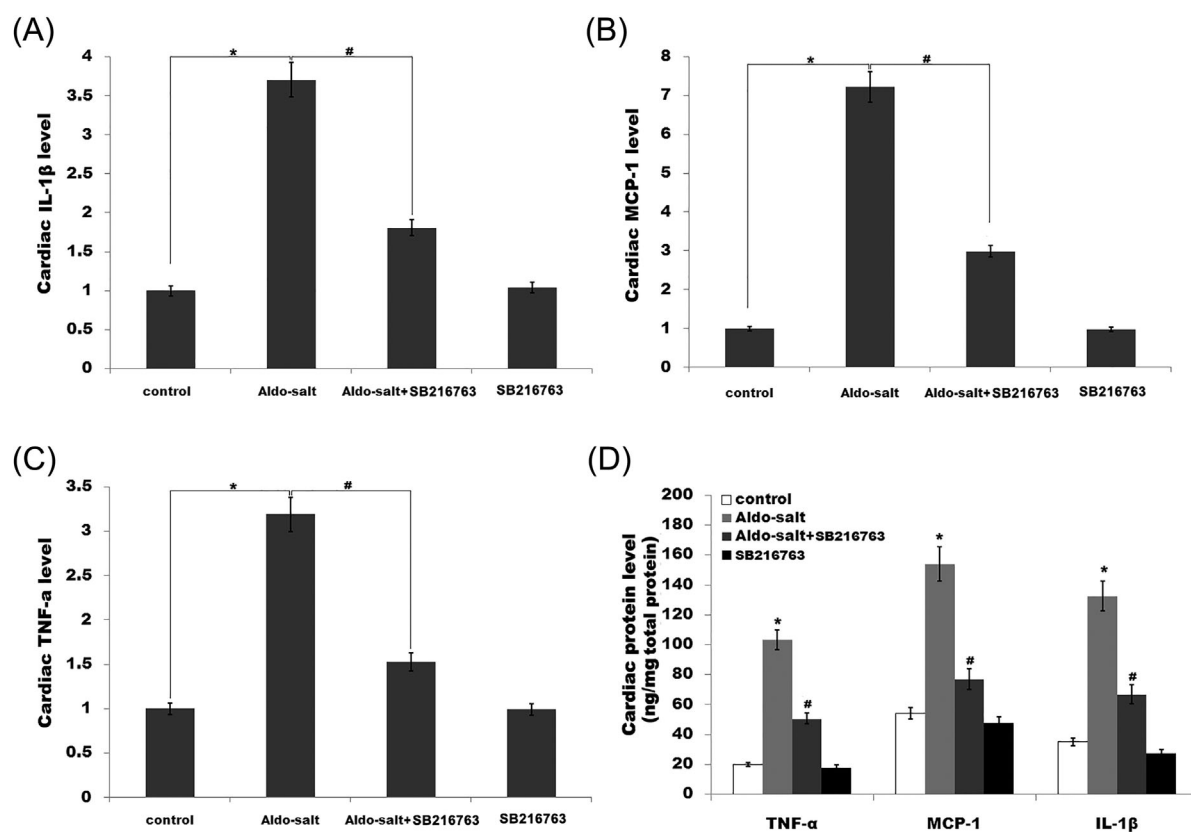 (A)
Cardiac IL-1β level
4
3.5
3
2.5
2
1.5
1
0.5
0
* #
control Aldo-salt Aldo-salt+SB216763 SB216763
(B)
Cardiac MCP-1 level
8
7
6
5
4
3
2
1
0
* #
control Aldo-salt Aldo-salt+SB216763 SB216763
(C)
Cardiac TNF-a level
3.5
3
2.5
2
1.5
1
0.5
0
* #
control Aldo-salt Aldo-salt+SB216763 SB216763
(D)
Cardiac protein level
(ng/mg total protein)
200
180
160
140
120
100
80
60
40
20
0
control
Aldo-salt
Aldo-salt+SB216763
SB216763
* # * # * #
TNF-α MCP-1 IL-1β